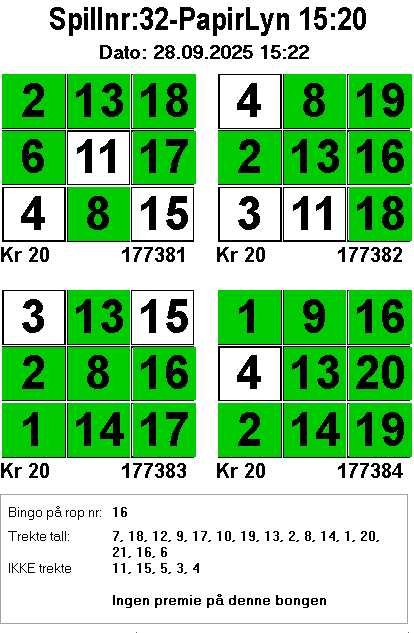 Spillnr:32-PapirLyn 15:20
Dato: 28.09.2025 15:22
2 13 18
6 11 17
4 8 15
Kr 20 177381
4 8 19
2 13 16
3 11 18
Kr 20 177382
3 13 15
2 8 16
1 14 17
Kr 20 177383
1 9 16
4 13 20
2 14 19
Kr 20 177384
Bingo på rop nr: 16
Trekte tall: 7, 18, 12, 9, 17, 10, 19, 13, 2, 8, 14, 1, 20,
21, 16, 6
IKKE trekte 11, 15, 5, 3, 4
Ingen premie på denne bongen